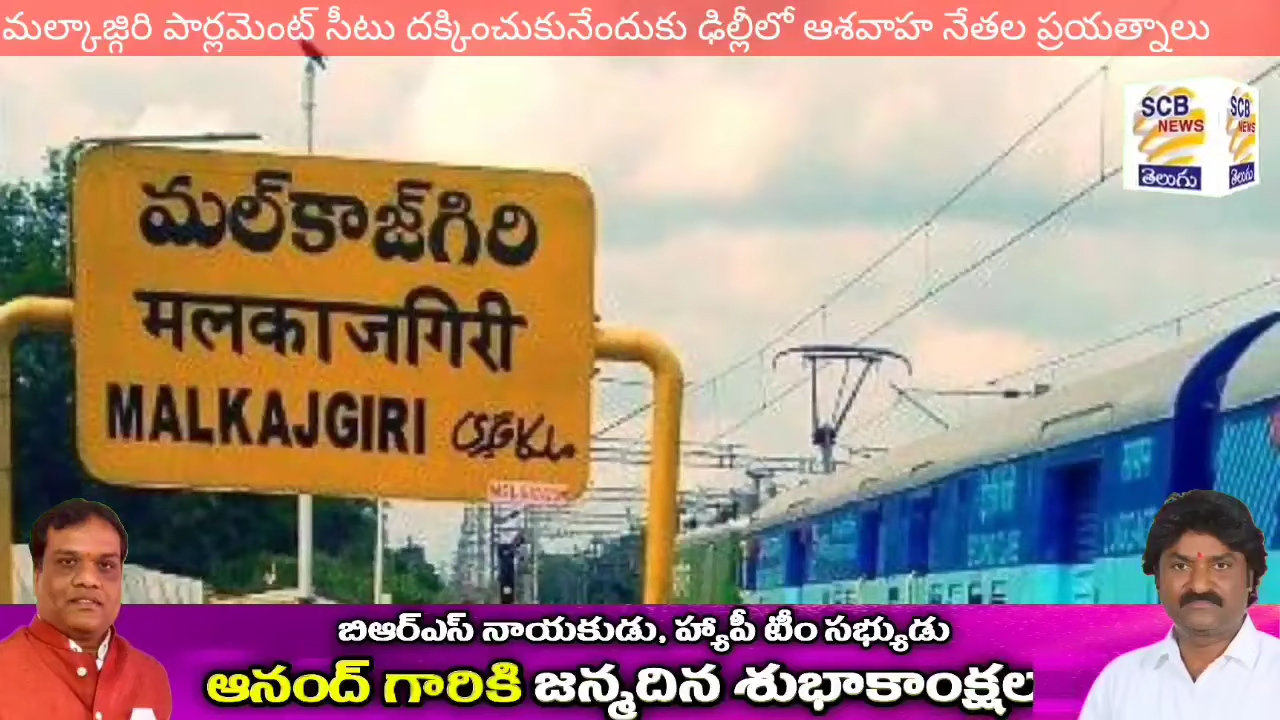 మల్కాజ్గిరి పార్లమెంట్ సీటు దక్కించుకునేందుకు ఢిల్లీలో ఆశవాహ నేతల ప్రయత్నాలు
SCB
NEWS
తెలుగు
SCB
NEWS
తెలుగు
మల్‌కాజ్‌గిరి
मलकाजगिरी
MALKAJGIRI
బిఆర్ఎస్ నాయకుడు, హ్యాపీ టీం సభ్యుడు
ఆనంద్ గారికి జన్మదిన శుభాకాంక్షల